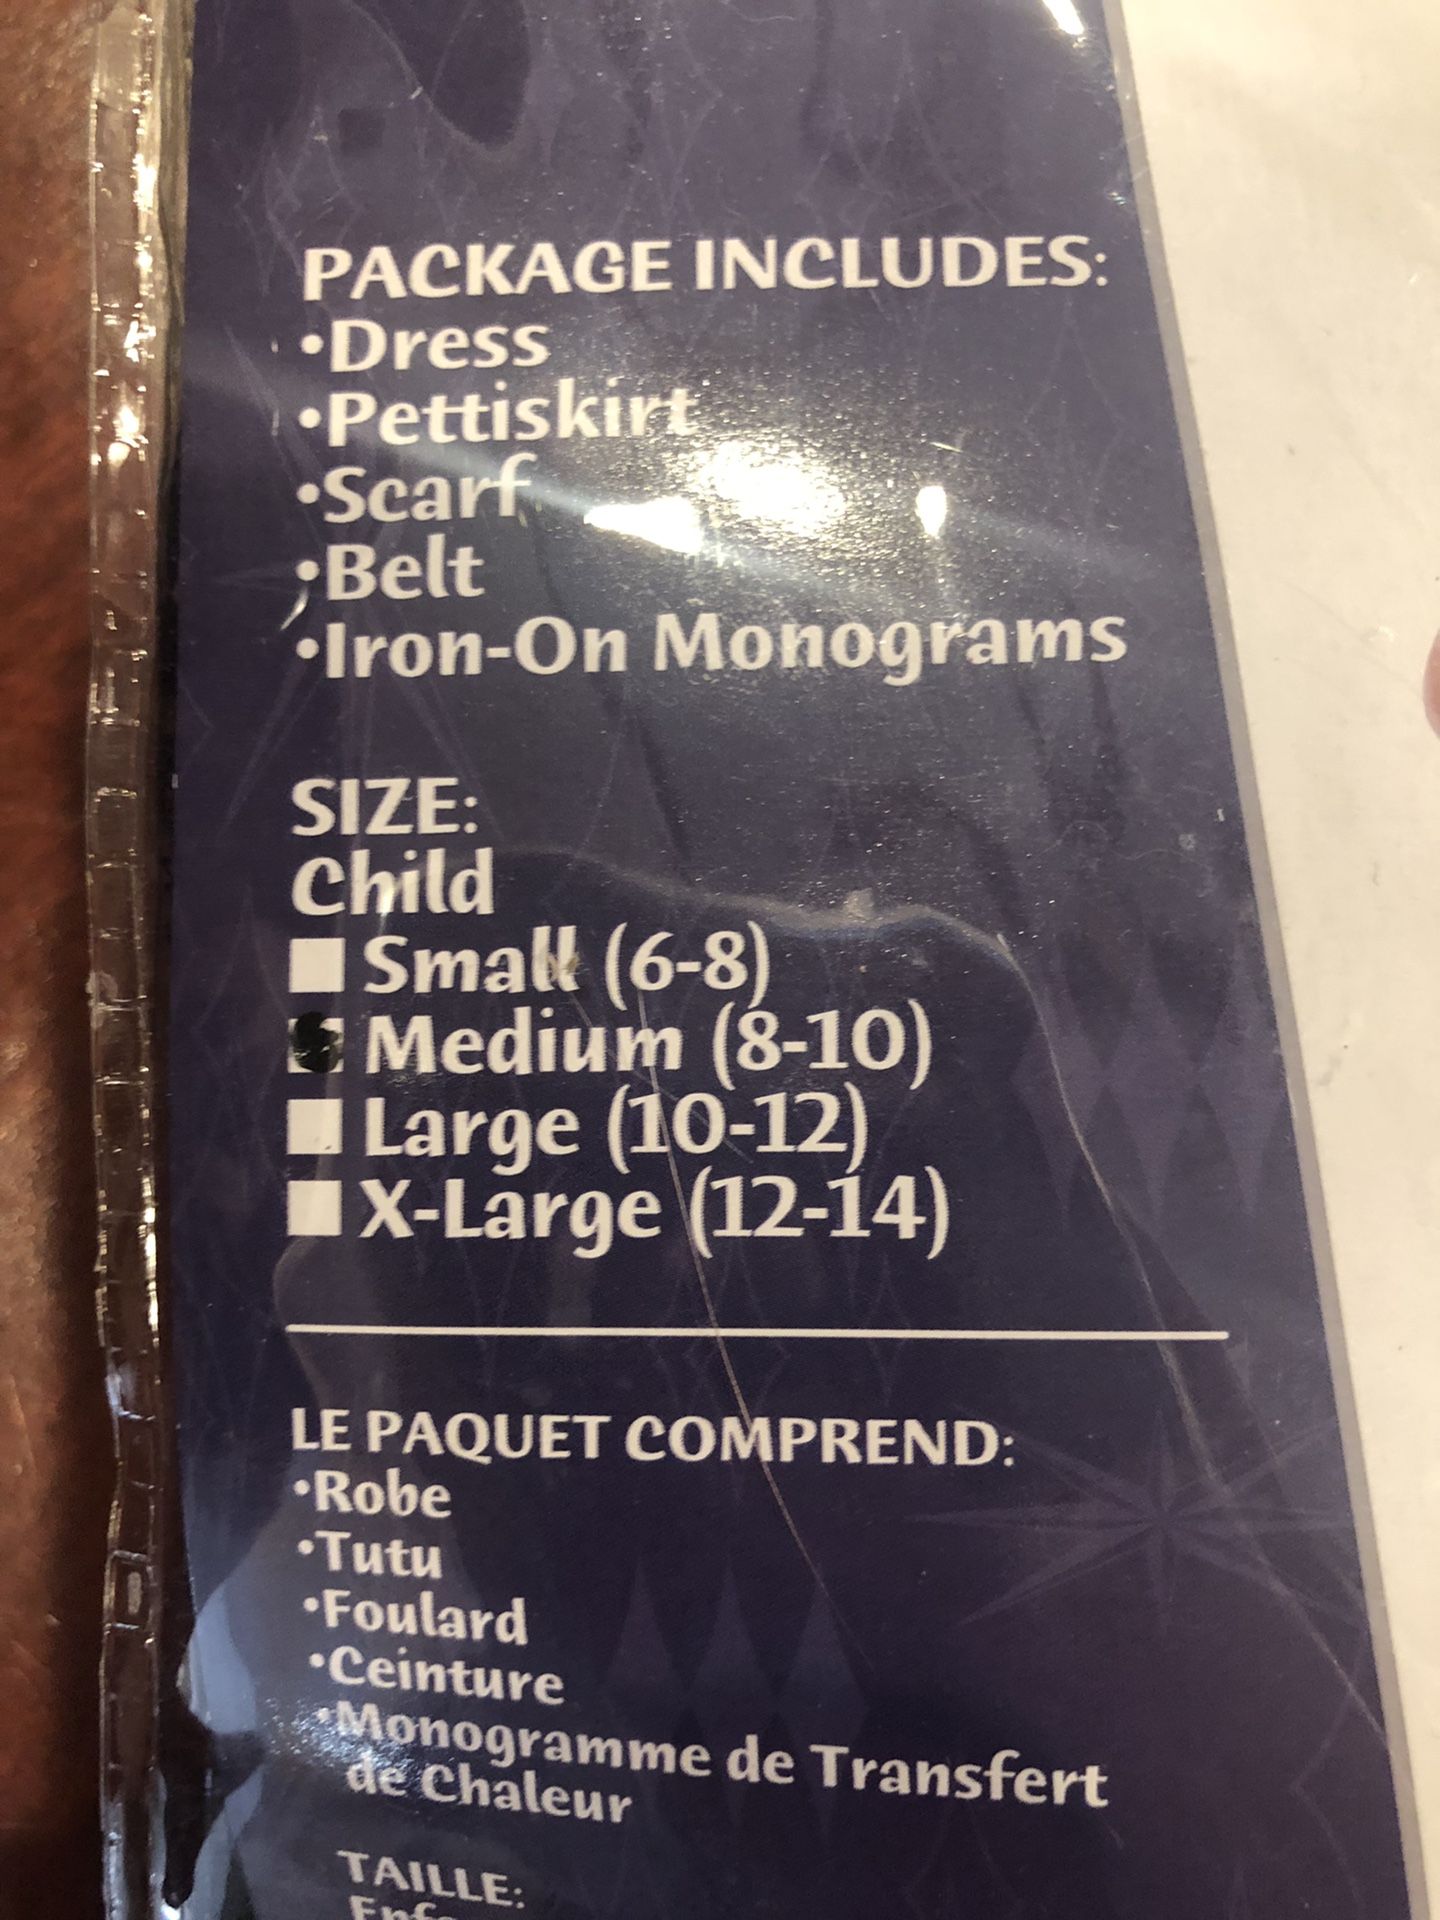 PACKAGE INCLUDES:
•Dress
•Pettiskirt
•Scarf
•Belt
•Iron-On Monograms
SIZE:
Child
Small (6-8)
Medium (8-10)
Large (10-12)
X-Large (12-14)
LE PAQUET COMPREND:
•Robe
•Tutu
•Foulard
•Ceinture
•Monogramme de Transfert
de Chaleur
TAILLE: